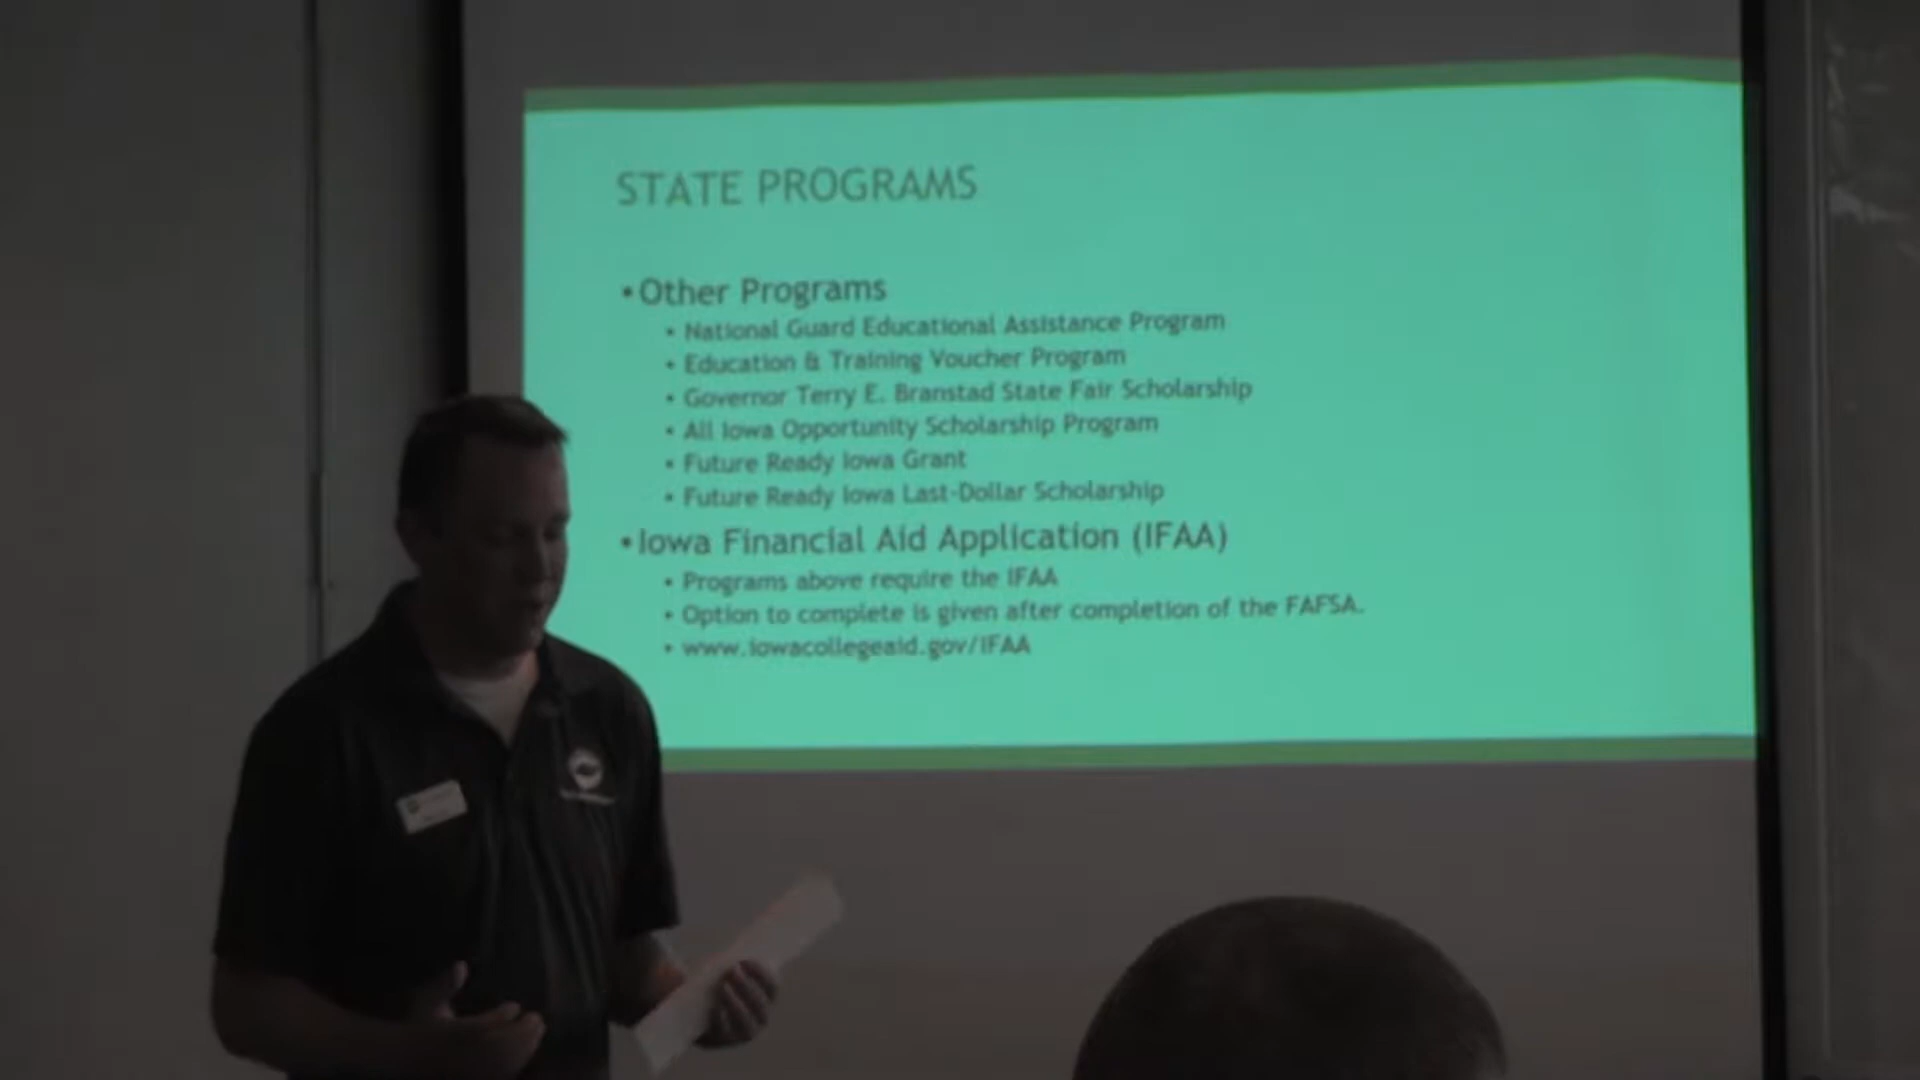 STATE PROGRAMS
• Other Programs
• National Guard Educational Assistance Program
• Education & Training Voucher Program
• Governor Terry E. Branstad State Fair Scholarship
• All Iowa Opportunity Scholarship Program
• Future Ready Iowa Grant
• Future Ready Iowa Last-Dollar Scholarship
• Iowa Financial Aid Application (IFAA)
• Programs above require the IFAA
• Option to complete is given after completion of the FAFSA.
• www.iowacollegeaid.gov/IFAA